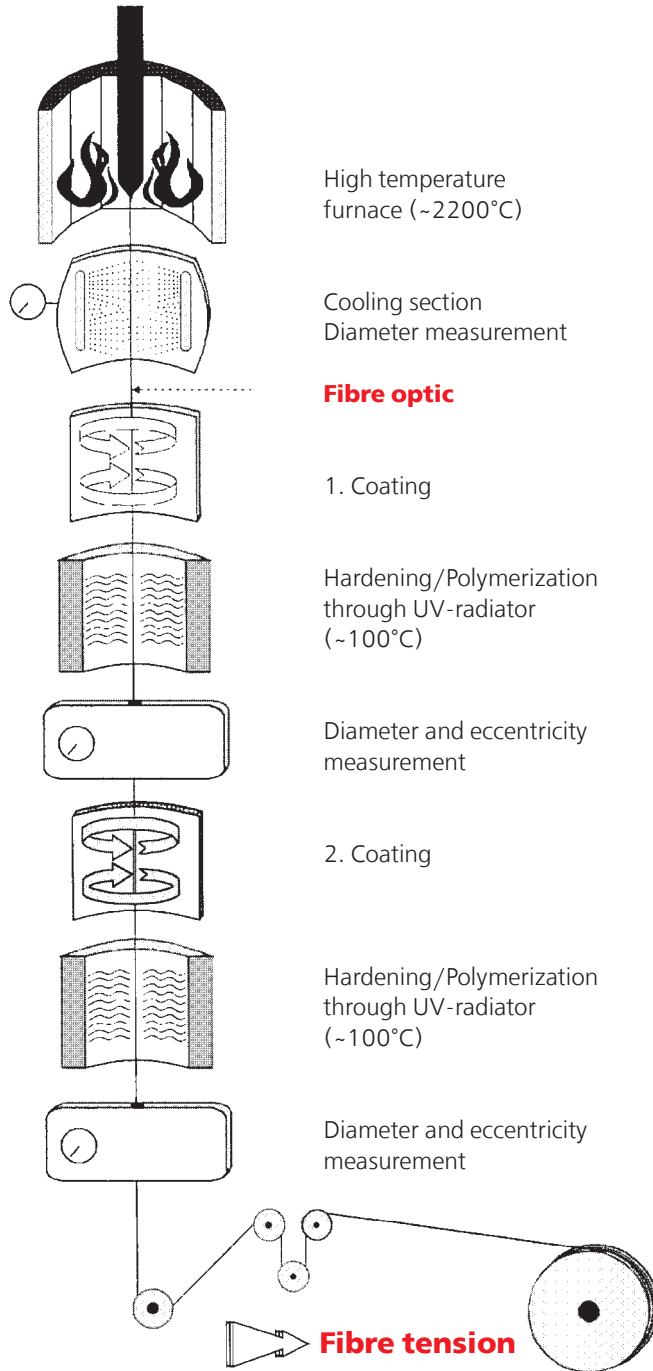 High temperature
furnace (~2200°C)
Cooling section
Diameter measurement
Fibre optic
1. Coating
Hardening/Polymerization
through UV-radiator
(~100°C)
Diameter and eccentricity
measurement
2. Coating
Hardening/Polymerization
through UV-radiator
(~100°C)
Diameter and eccentricity
measurement
Fibre tension